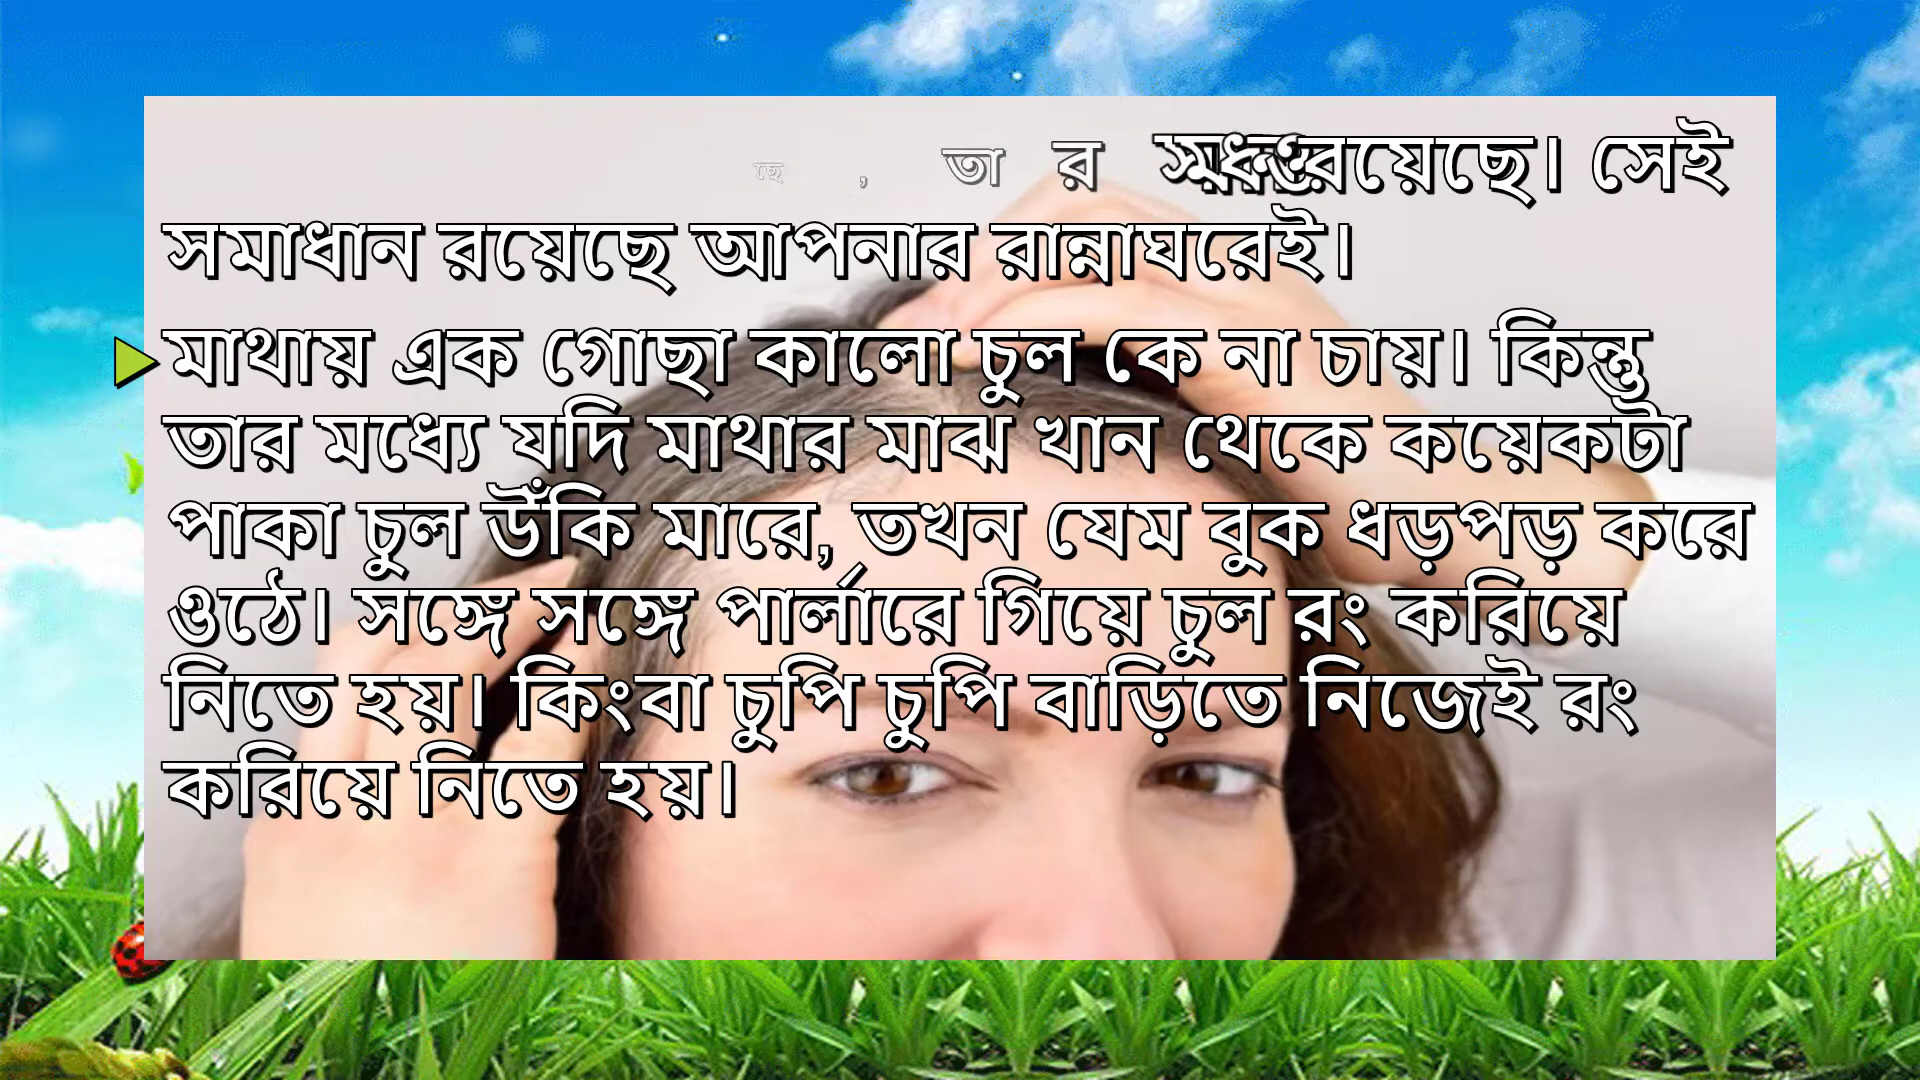 ছে , তা র রয়েছে। সেই
সমাধান রয়েছে আপনার রান্নাঘরেই।
মাথায় এক গোছা কালো চুল কে না চায়। কিন্তু
তার মধ্যে যদি মাথার মাঝ খান থেকে কয়েকটা
পাকা চুল উঁকি মারে, তখন যেম বুক ধড়পড় করে
ওঠে। সঙ্গে সঙ্গে পার্লারে গিয়ে চুল রং করিয়ে
নিতে হয়। কিংবা চুপি চুপি বাড়িতে নিজেই রং
করিয়ে নিতে হয়।